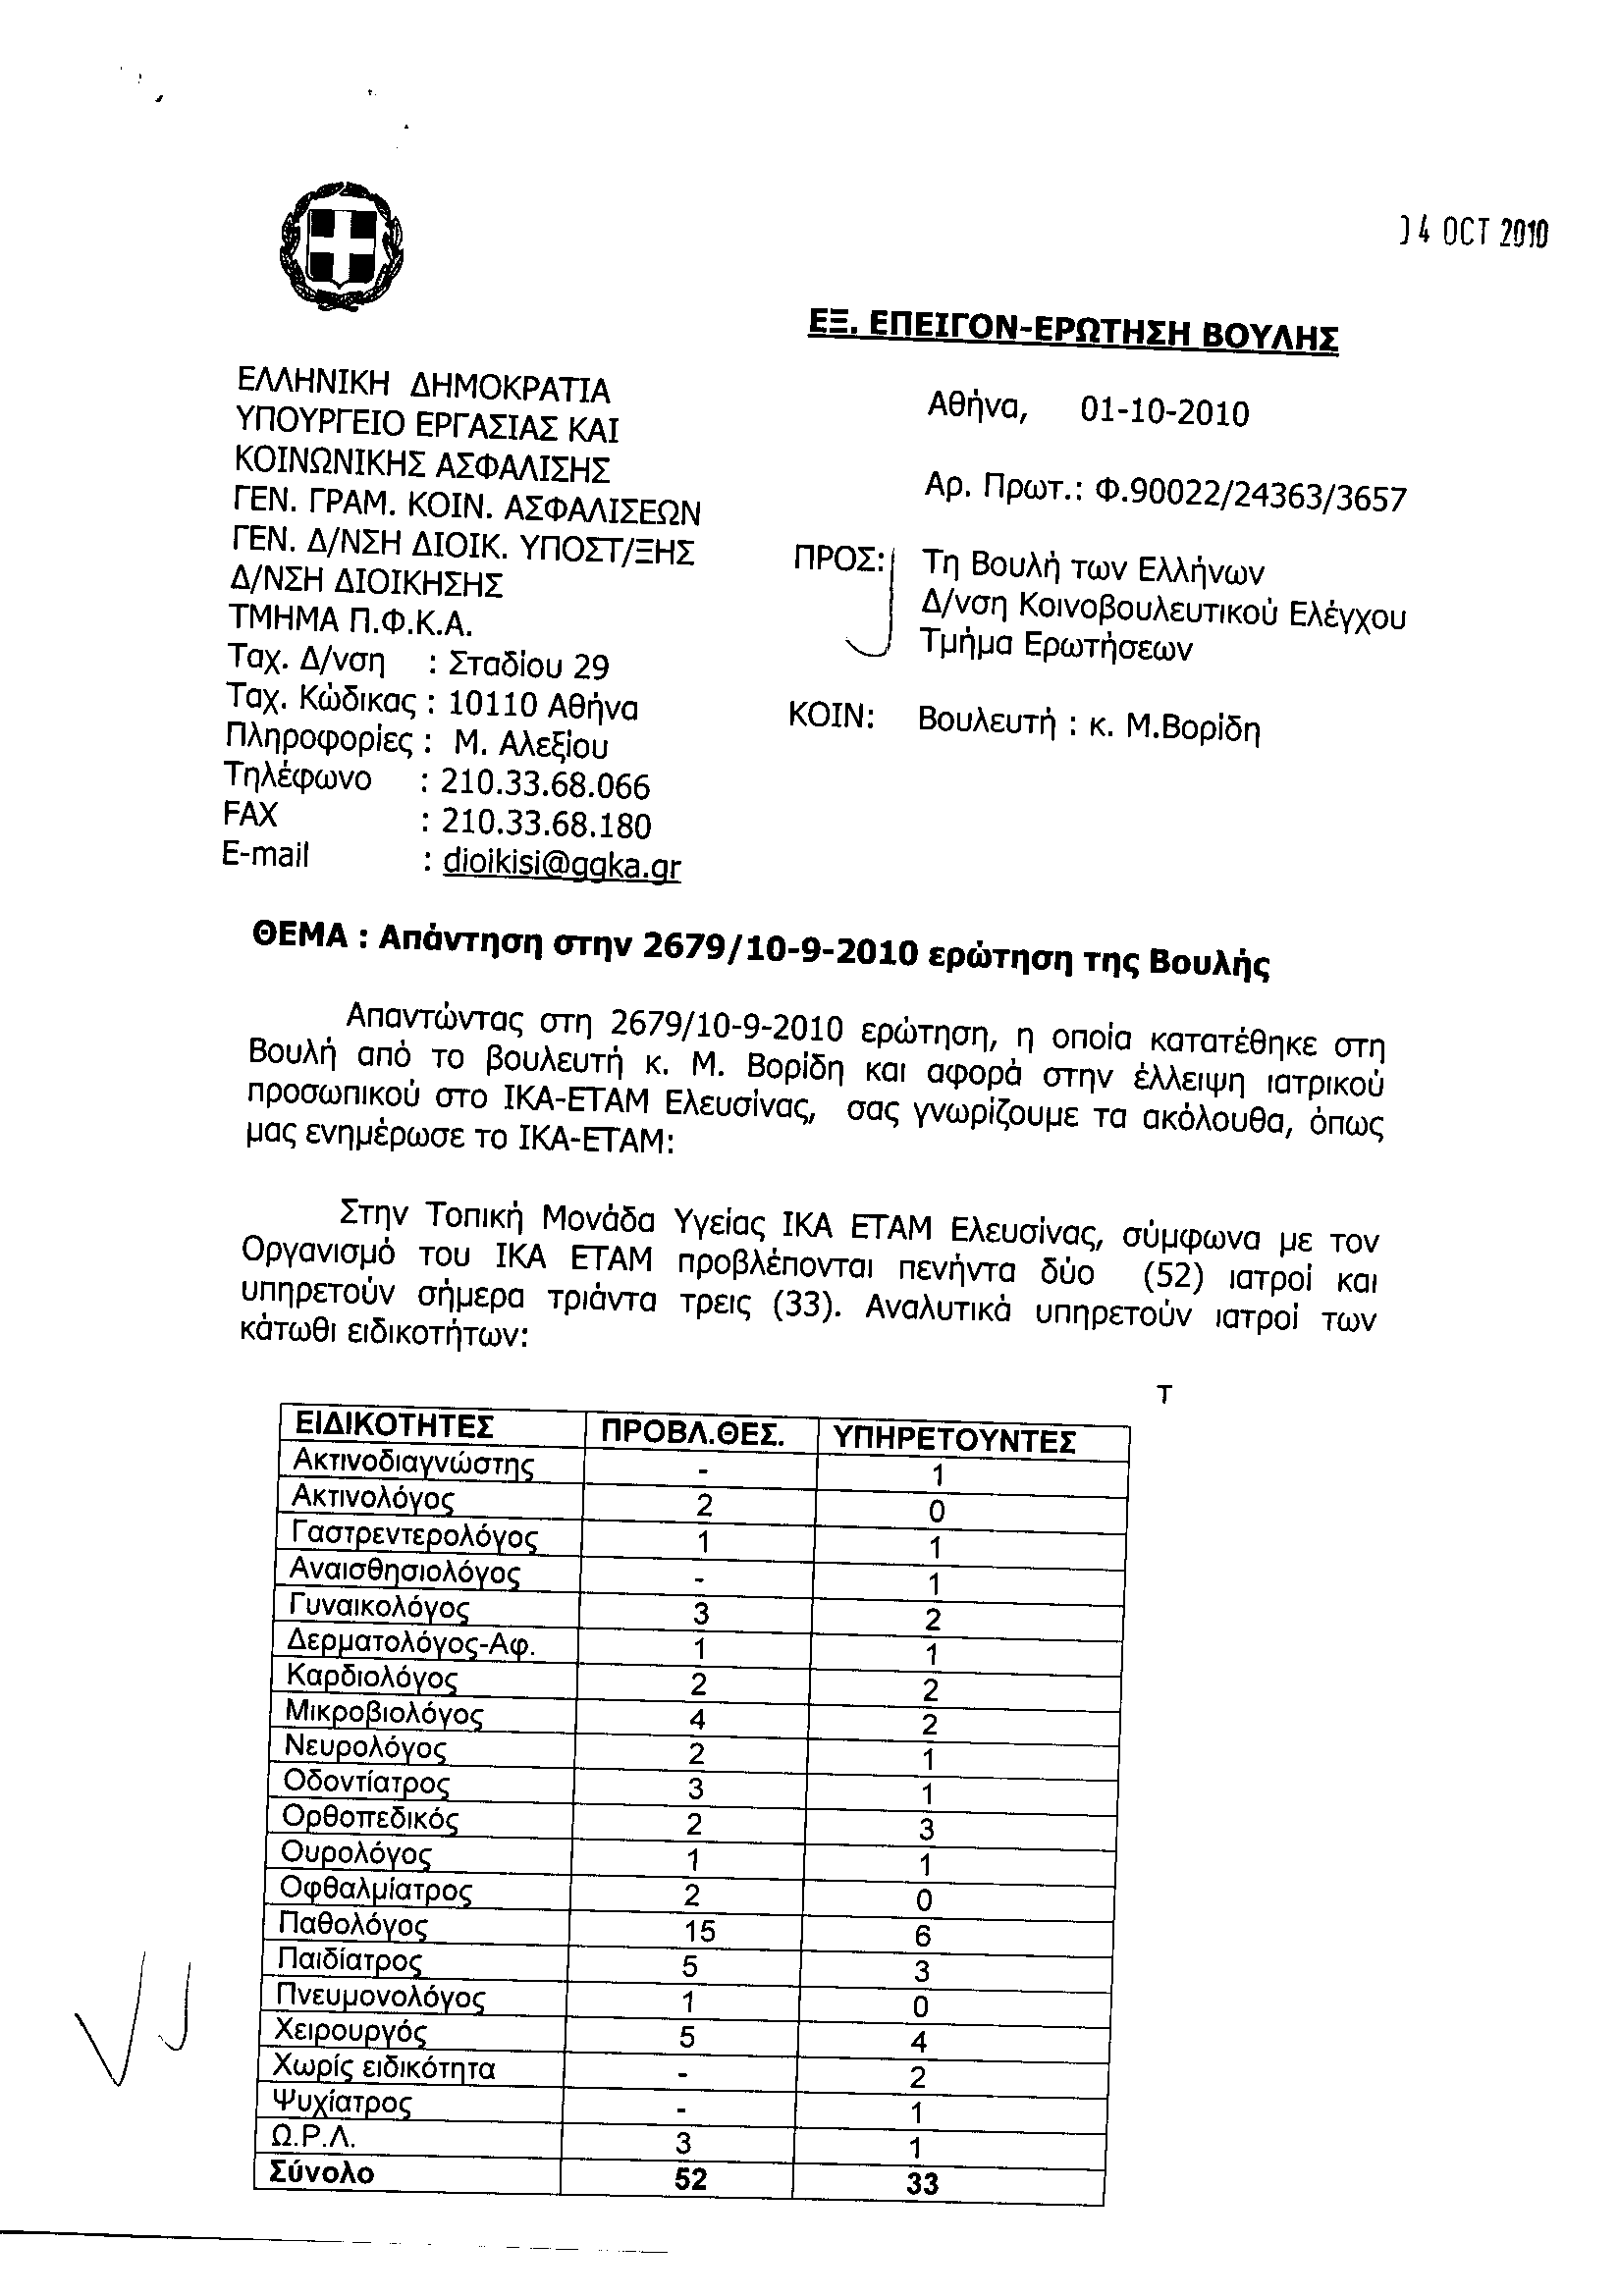 04 OCT 2010
ΕΞ. ΕΠΕΙΓΟΝ-ΕΡΩΤΗΣΗ ΒΟΥΛΗΣ
ΕΛΛΗΝΙΚΗ ΔΗΜΟΚΡΑΤΙΑ
ΥΠΟΥΡΓΕΙΟ ΕΡΓΑΣΙΑΣ ΚΑΙ
ΚΟΙΝΩΝΙΚΗΣ ΑΣΦΑΛΙΣΗΣ
ΓΕΝ. ΓΡΑΜ. ΚΟΙΝ. ΑΣΦΑΛΙΣΕΩΝ
ΓΕΝ. Δ/ΝΣΗ ΔΙΟΙΚ. ΥΠΟΣΤ/ΞΗΣ
Δ/ΝΣΗ ΔΙΟΙΚΗΣΗΣ
ΤΜΗΜΑ Π.Φ.Κ.Α.
Ταχ. Δ/νση : Σταδίου 29
Ταχ. Κώδικας : 10110 Αθήνα
Πληροφορίες : Μ. Αλεξίου
Τηλέφωνο : 210.33.68.066
FAX : 210.33.68.180
E-mail : dioikisi@ggka.gr
Αθήνα, 01-10-2010
Αρ. Πρωτ.: Φ.90022/24363/3657
ΠΡΟΣ: Τη Βουλή των Ελλήνων
Δ/νση Κοινοβουλευτικού Ελέγχου
Τμήμα Ερωτήσεων
ΚΟΙΝ: Βουλευτή : κ. Μ.Βορίδη
ΘΕΜΑ : Απάντηση στην 2679/10-9-2010 ερώτηση της Βουλής
Απαντώντας στη 2679/10-9-2010 ερώτηση, η οποία κατατέθηκε στη
Βουλή από το βουλευτή κ. Μ. Βορίδη και αφορά στην έλλειψη ιατρικού
προσωπικού στο ΙΚΑ-ΕΤΑΜ Ελευσίνας, σας γνωρίζουμε τα ακόλουθα, όπως
μας ενημέρωσε το ΙΚΑ-ΕΤΑΜ:
Στην Τοπική Μονάδα Υγείας ΙΚΑ ΕΤΑΜ Ελευσίνας, σύμφωνα με τον
Οργανισμό του ΙΚΑ ΕΤΑΜ προβλέπονται πενήντα δύο (52) ιατροί και
υπηρετούν σήμερα τριάντα τρεις (33). Αναλυτικά υπηρετούν ιατροί των
κάτωθι ειδικοτήτων:
Τ
ΕΙΔΙΚΟΤΗΤΕΣ ΠΡΟΒΛ.ΘΕΣ. ΥΠΗΡΕΤΟΥΝΤΕΣ
Ακτινοδιαγνώστης - 1
Ακτινολόγος 2 0
Γαστρεντερολόγος 1 1
Αναισθησιολόγος - 1
Γυναικολόγος 3 2
Δερματολόγος-Αφ. 1 1
Καρδιολόγος 2 2
Μικροβιολόγος 4 2
Νευρολόγος 2 1
Οδοντίατρος 3 1
Ορθοπεδικός 2 3
Ουρολόγος 1 1
Οφθαλμίατρος 2 0
Παθολόγος 15 6
Παιδίατρος 5 3
Πνευμονολόγος 1 0
Χειρουργός 5 4
Χωρίς ειδικότητα - 2
Ψυχίατρος - 1
Ω.Ρ.Λ. 3 1
Σύνολο 52 33